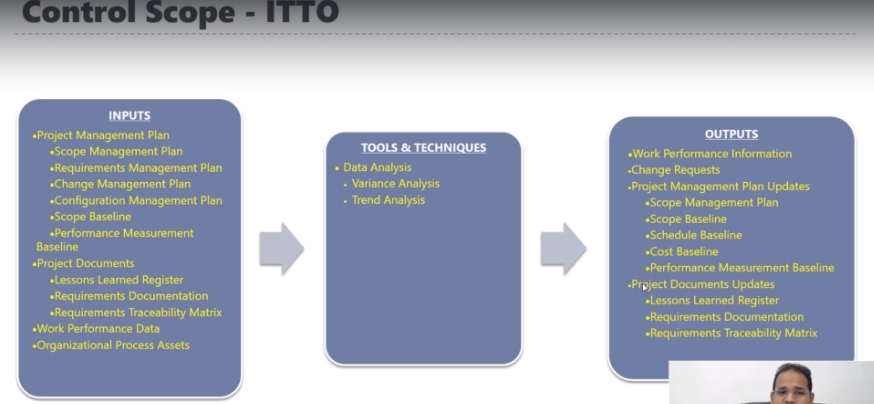 Control Scope - ITTO
INPUTS
•Project Management Plan
•Scope Management Plan
•Requirements Management Plan
•Change Management Plan
•Configuration Management Plan
•Scope Baseline
•Performance Measurement
Baseline
•Project Documents
•Lessons Learned Register
•Requirements Documentation
•Requirements Traceability Matrix
•Work Performance Data
•Organizational Process Assets
TOOLS & TECHNIQUES
• Data Analysis
• Variance Analysis
• Trend Analysis
OUTPUTS
•Work Performance Information
•Change Requests
•Project Management Plan Updates
•Scope Management Plan
•Scope Baseline
•Schedule Baseline
•Cost Baseline
•Performance Measurement Baseline
•Project Documents Updates
•Lessons Learned Register
•Requirements Documentation
•Requirements Traceability Matrix